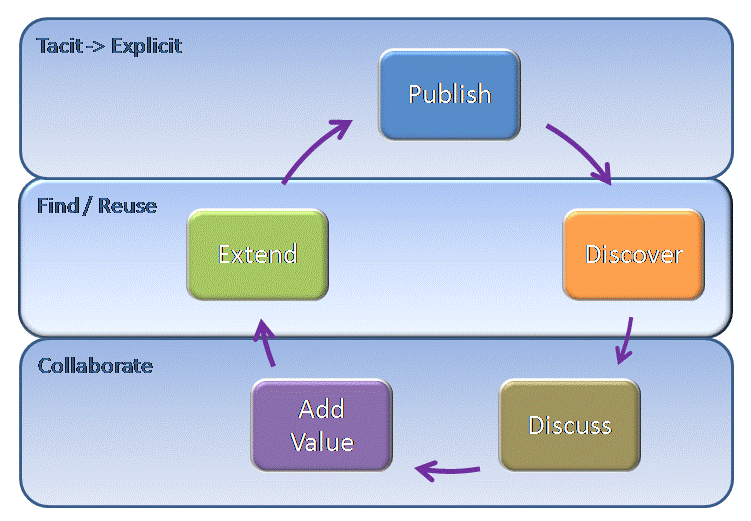 Tacit -> Explicit
Publish
Find / Reuse
Extend
Discover
Collaborate
Add
Value
Discuss